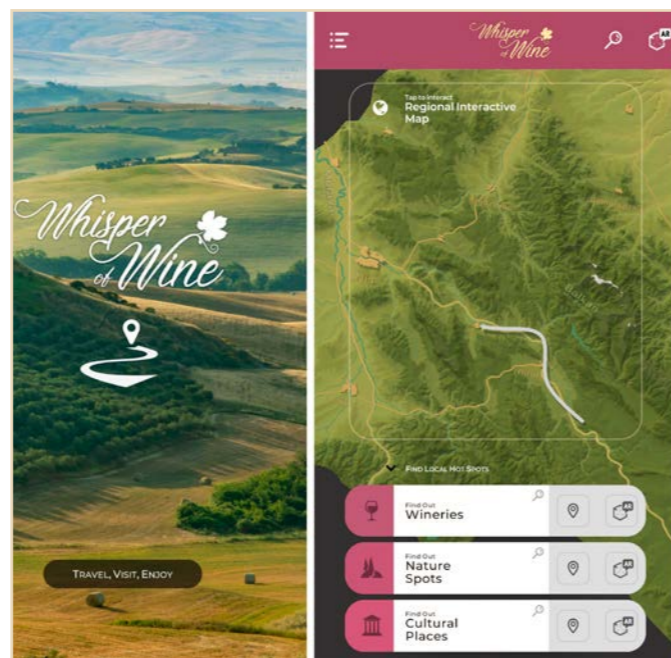 Whisper
of Wine
TRAVEL, VISIT, ENJOY
Whisper
of Wine
AR
Tap to Interact
Regional Interactive
Map
FIND LOCAL HOT SPOTS
Find Out
Wineries
Find Out
Nature
Spots
Find Out
Cultural
Places